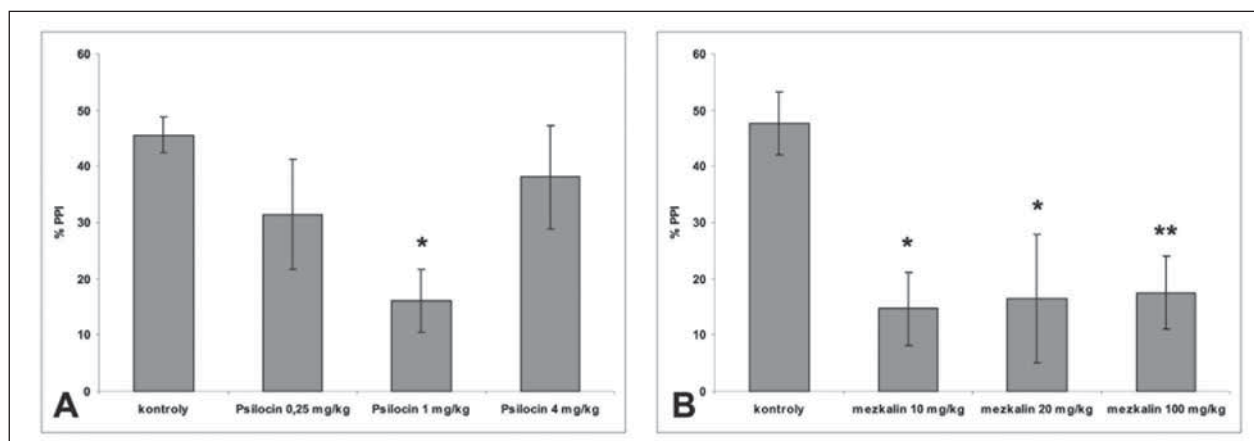 60
50
40
30
20
10
0
% PPI
*
A
kontroly
Psilocin 0,25 mg/kg
Psilocin 1 mg/kg
Psilocin 4 mg/kg
60
50
40
30
20
10
0
% PPI
*
*
**
B
kontroly
mezkalin 10 mg/kg
mezkalin 20 mg/kg
mezkalin 100 mg/kg